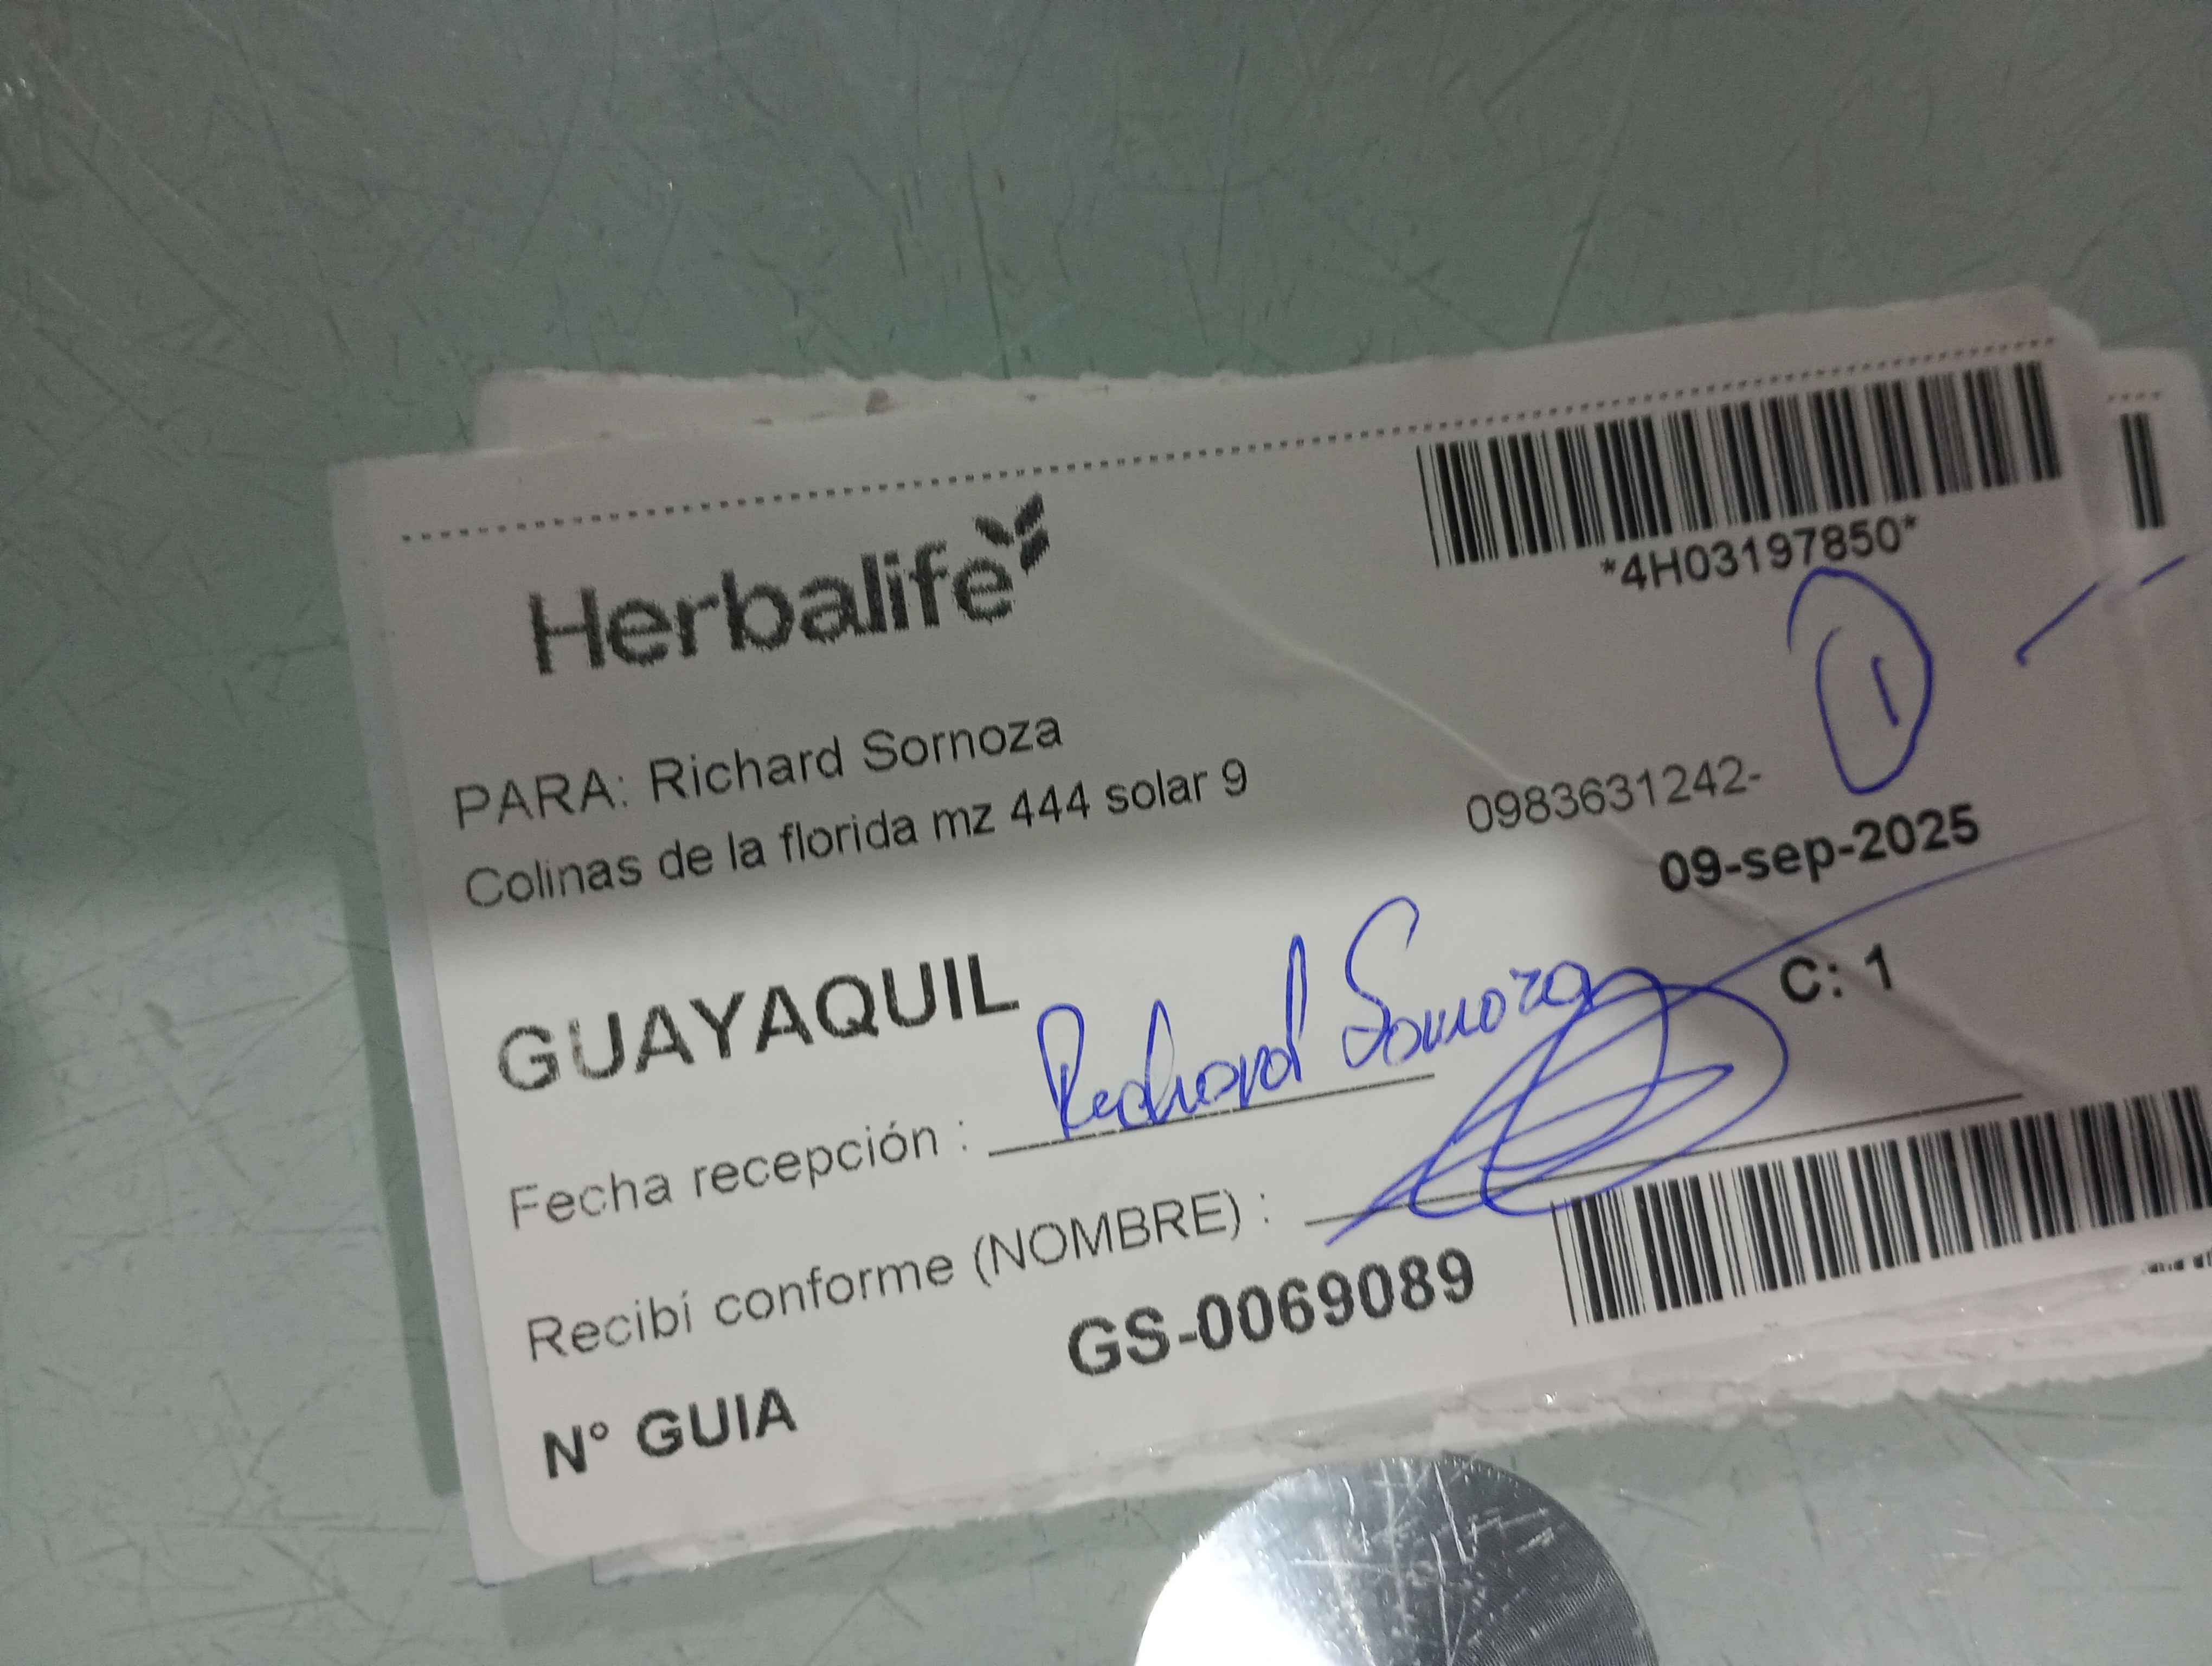 Herbalife
*4H03197850*
1
PARA: Richard Sornoza
Colinas de la florida mz 444 solar 9
0983631242-
09-sep-2025
GUAYAQUIL
C: 1
Fecha recepción : Richard Sornoza
Recibí conforme (NOMBRE) :
N° GUIA GS-0069089